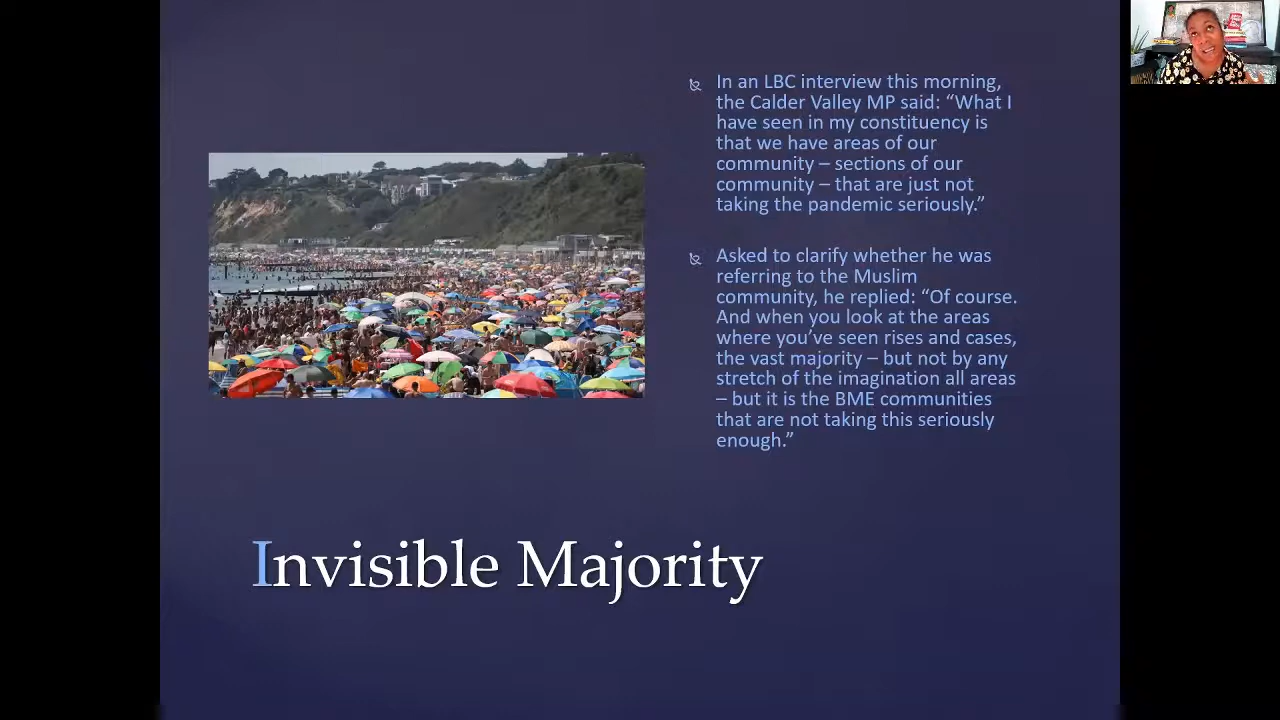 In an LBC interview this morning,
the Calder Valley MP said: “What I
have seen in my constituency is
that we have areas of our
community – sections of our
community – that are just not
taking the pandemic seriously.”
Asked to clarify whether he was
referring to the Muslim
community, he replied: “Of course.
And when you look at the areas
where you’ve seen rises and cases,
the vast majority – but not by any
stretch of the imagination all areas
– but it is the BME communities
that are not taking this seriously
enough.”
Invisible Majority